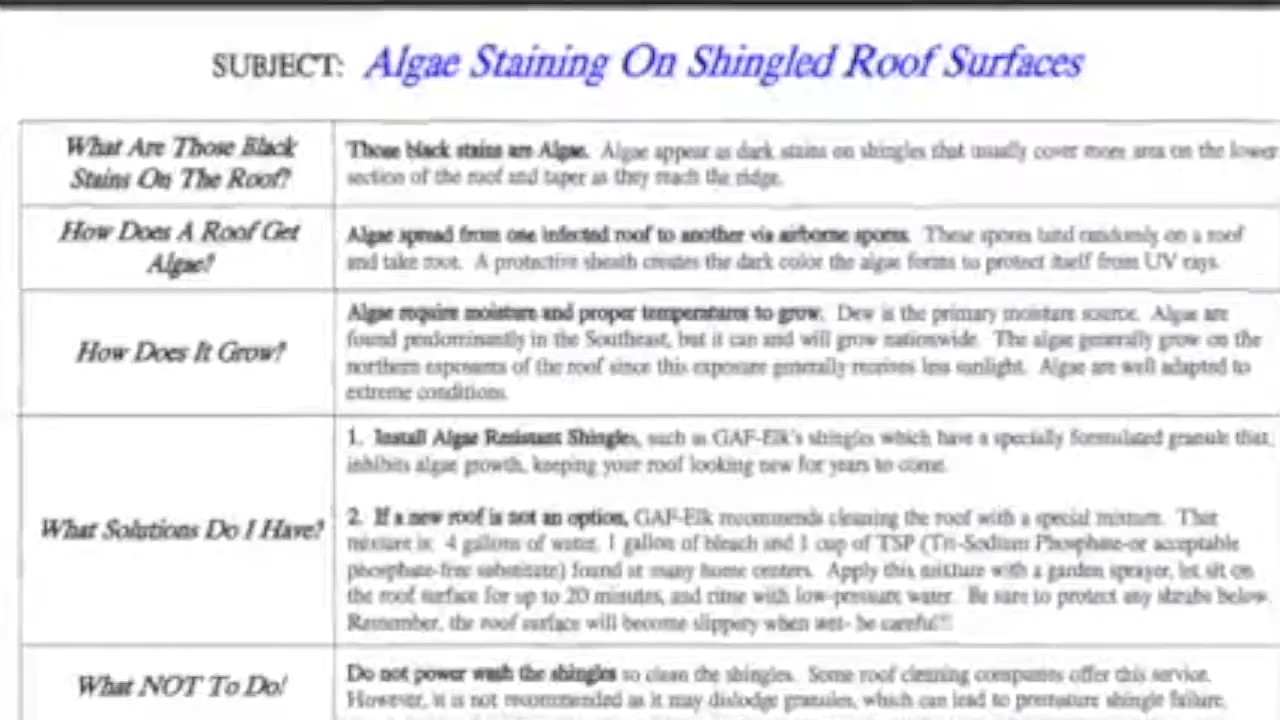 SUBJECT: Algae Staining On Shingled Roof Surfaces
What Are Those Black
Stains On The Roof?
Those black stains are Algae. Algae appear as dark stains on shingles that usually cover more area on the lower
section of the roof and taper as they reach the ridge.
How Does A Roof Get
Algae?
Algae spread from one infected roof to another via airborne spores. These spores land randomly on a roof
and take root. A protective sheath creates the dark color the algae forms to protect itself from UV rays.
How Does It Grow?
Algae require moisture and proper temperatures to grow. Dew is the primary moisture source. Algae are
found predominantly in the Southeast, but it can and will grow nationwide. The algae generally grow on the
northern exposures of the roof since this exposure generally receives less sunlight. Algae are well adapted to
extreme conditions.
What Solutions Do I Have?
1. Install Algae Resistant Shingles, such as GAF-Elk's shingles which have a specially formulated granule that
inhibits algae growth, keeping your roof looking new for years to come.
2. If a new roof is not an option, GAF-Elk recommends cleaning the roof with a special mixture. That
mixture is: 4 gallons of water, 1 gallon of bleach and 1 cup of TSP (Tri-Sodium Phosphate-or acceptable
phosphate-free substitute) found at many home centers. Apply this mixture with a garden sprayer, let sit on
the roof surface for up to 20 minutes, and rinse with low-pressure water. Be sure to protect any shrubs below.
Remember, the roof surface will become slippery when wet- be careful!!
What NOT To Do!
Do not power wash the shingles to clean the shingles. Some roof cleaning companies offer this service.
However, it is not recommended as it may dislodge granules, which can lead to premature shingle failure.